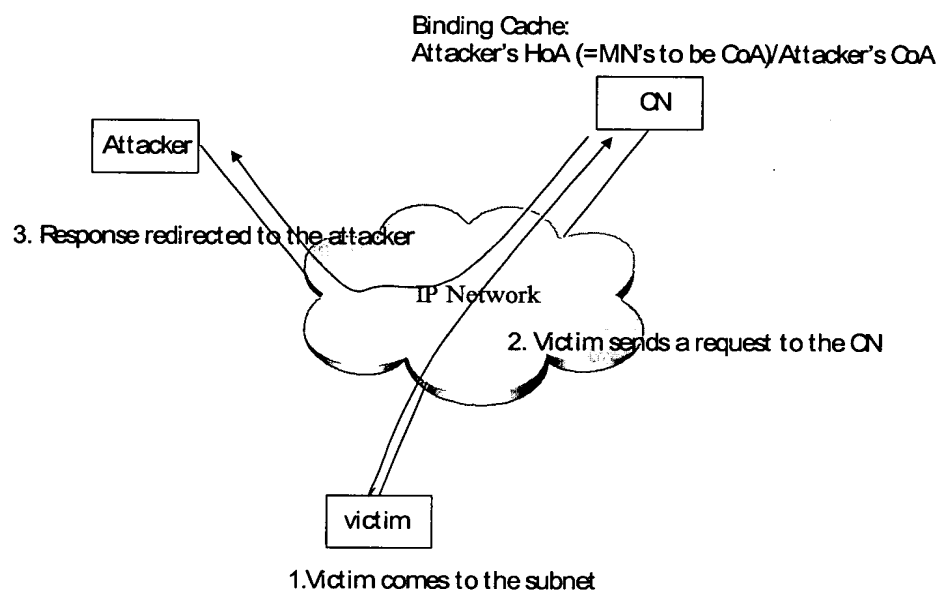 Binding Cache:
Attacker's HoA (=MN's to be CoA)/Attacker's CoA
CN
Attacker
3. Response redirected to the attacker
IP Network
2. Victim sends a request to the CN
victim
1.Victim comes to the subnet